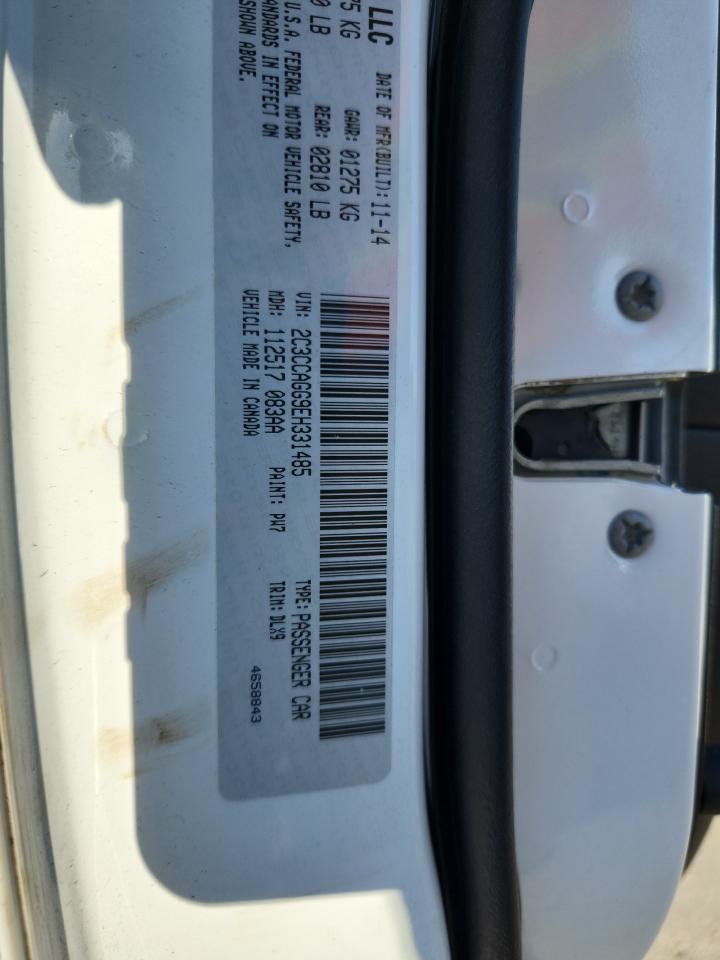 LLC DATE OF MFR(BUILT): 11-14
75 KG GAWR: 01275 KG
0 LB REAR: 02810 LB
U.S.A. FEDERAL MOTOR VEHICLE SAFETY,
ANDARDS IN EFFECT ON
SHOWN ABOVE.
VIN: 2C3CCAGG9EH331485 TYPE: PASSENGER CAR
MDH: 112517 083AA PAINT: PW7 TRIM: DLX9
VEHICLE MADE IN CANADA
4658843